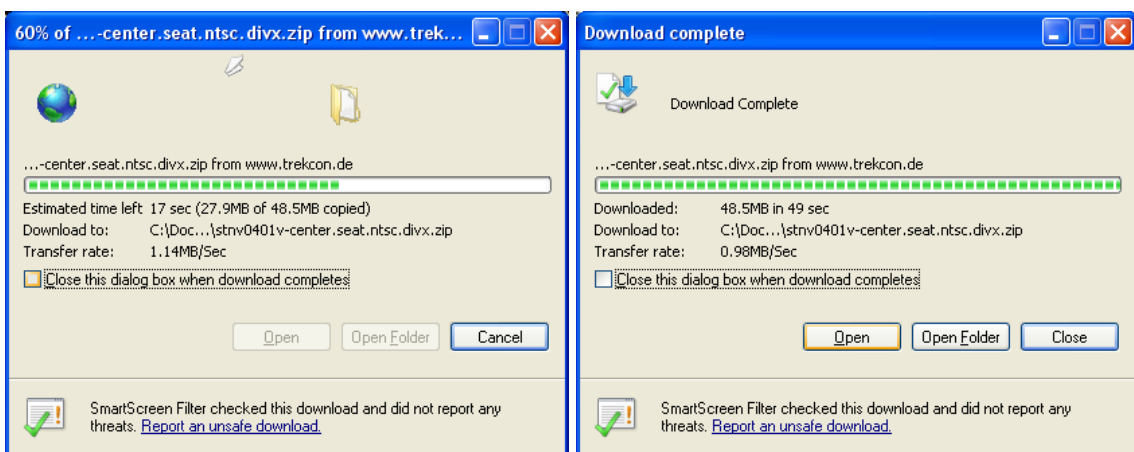 60% of ...-center.seat.ntsc.divx.zip from www.trek...
...-center.seat.ntsc.divx.zip from www.trekcon.de
Estimated time left 17 sec (27.9MB of 48.5MB copied)
Download to: C:\Doc...\stnv0401v-center.seat.ntsc.divx.zip
Transfer rate: 1.14MB/Sec
Close this dialog box when download completes
Open Open Folder Cancel
SmartScreen Filter checked this download and did not report any
threats. Report an unsafe download.
Download complete
Download Complete
...-center.seat.ntsc.divx.zip from www.trekcon.de
Downloaded: 48.5MB in 49 sec
Download to: C:\Doc...\stnv0401v-center.seat.ntsc.divx.zip
Transfer rate: 0.98MB/Sec
Close this dialog box when download completes
Open Open Folder Close
SmartScreen Filter checked this download and did not report any
threats. Report an unsafe download.